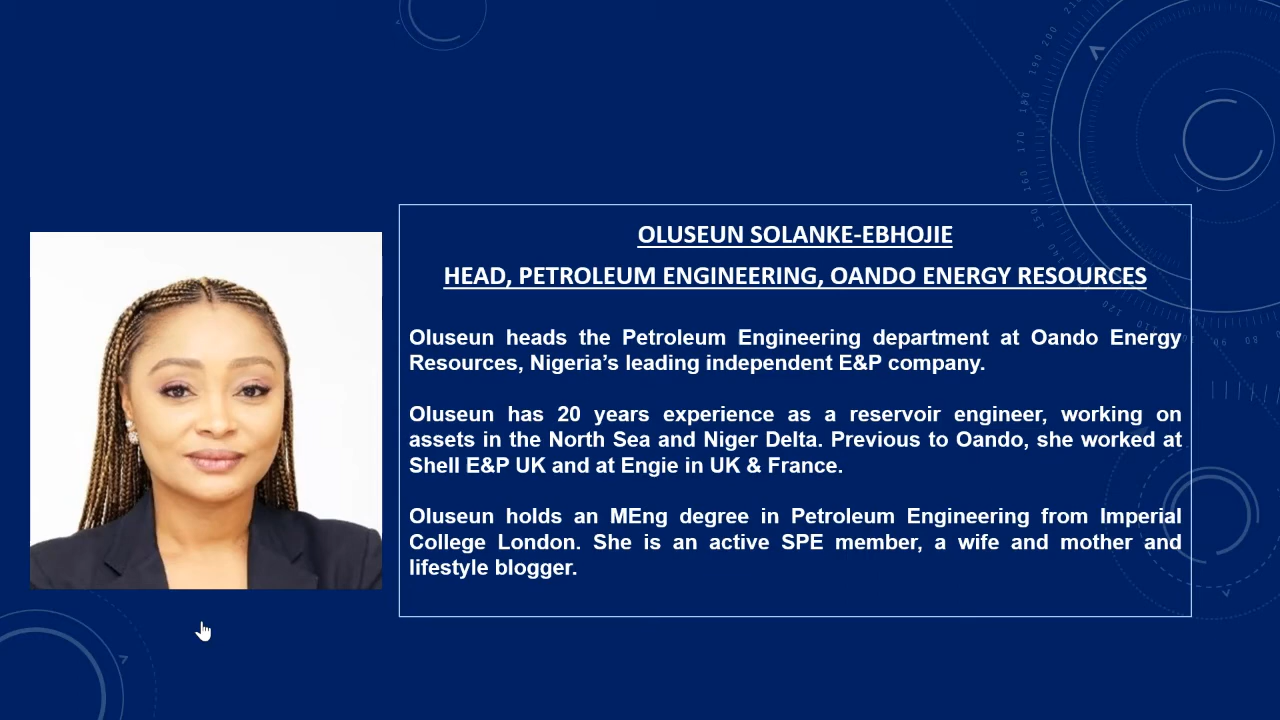 OLUSEUN SOLANKE-EBHOJIE
HEAD, PETROLEUM ENGINEERING, OANDO ENERGY RESOURCES
Oluseun heads the Petroleum Engineering department at Oando Energy
Resources, Nigeria’s leading independent E&P company.
Oluseun has 20 years experience as a reservoir engineer, working on
assets in the North Sea and Niger Delta. Previous to Oando, she worked at
Shell E&P UK and at Engie in UK & France.
Oluseun holds an MEng degree in Petroleum Engineering from Imperial
College London. She is an active SPE member, a wife and mother and
lifestyle blogger.